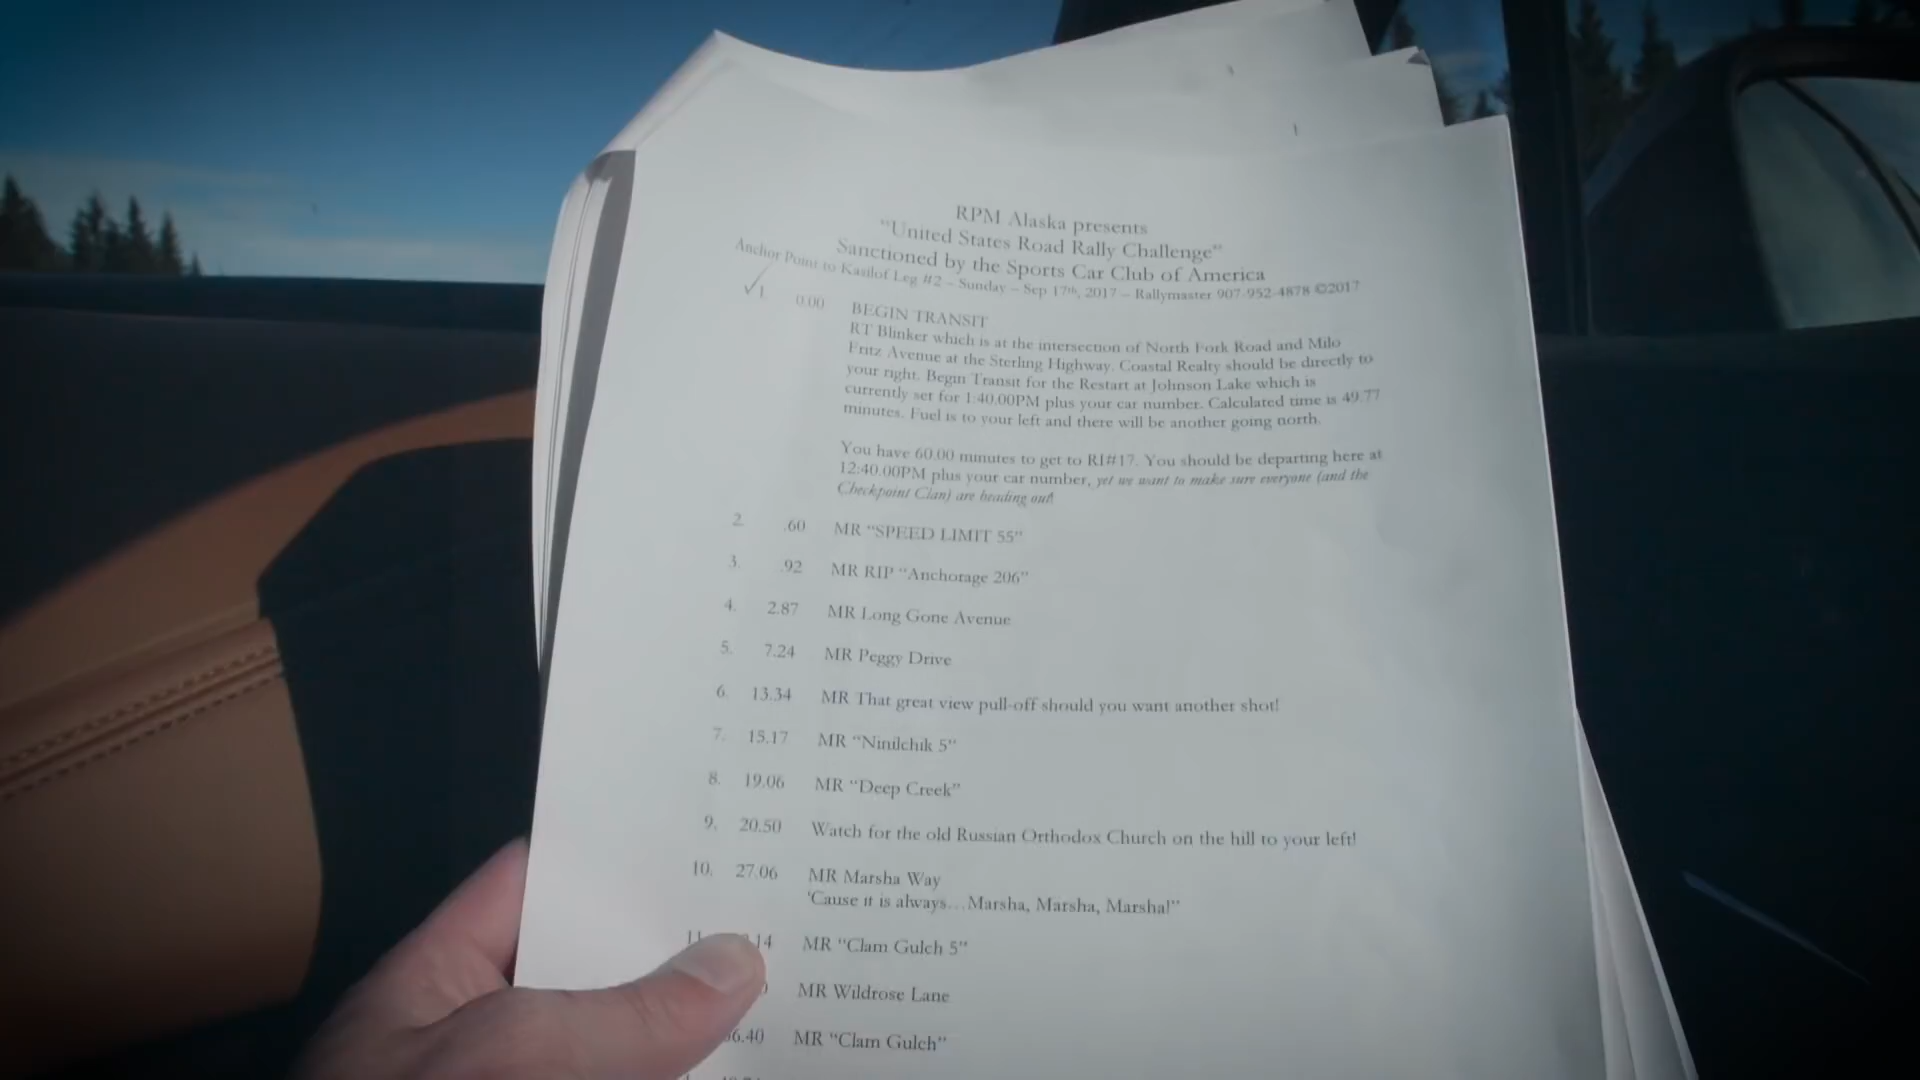 RPM Alaska presents
"United States Road Rally Challenge"
Sanctioned by the Sports Car Club of America
Anchor Point to Kasilof Leg #2 – Sunday – Sep 17th, 2017 – Rallymaster 907-952-4878 ©2017
√1 0.00 BEGIN TRANSIT
RT Blinker which is at the intersection of North Fork Road and Milo
Fritz Avenue at the Sterling Highway. Coastal Realty should be directly to
your right. Begin Transit for the Restart at Johnson Lake which is
currently set for 1:40.00PM plus your car number. Calculated time is 49.77
minutes. Fuel is to your left and there will be another going north.
You have 60.00 minutes to get to RI#17. You should be departing here at
12:40.00PM plus your car number, yet we want to make sure everyone (and the
Checkpoint Clan) are heading out!
2. .60 MR "SPEED LIMIT 55"
3. .92 MR RIP "Anchorage 206"
4. 2.87 MR Long Gone Avenue
5. 7.24 MR Peggy Drive
6. 13.34 MR That great view pull-off should you want another shot!
7. 15.17 MR "Ninilchik 5"
8. 19.06 MR "Deep Creek"
9. 20.50 Watch for the old Russian Orthodox Church on the hill to your left!
10. 27.06 MR Marsha Way
'Cause it is always…Marsha, Marsha, Marsha!"
11 .14 MR "Clam Gulch 5"
MR Wildrose Lane
6.40 MR "Clam Gulch"